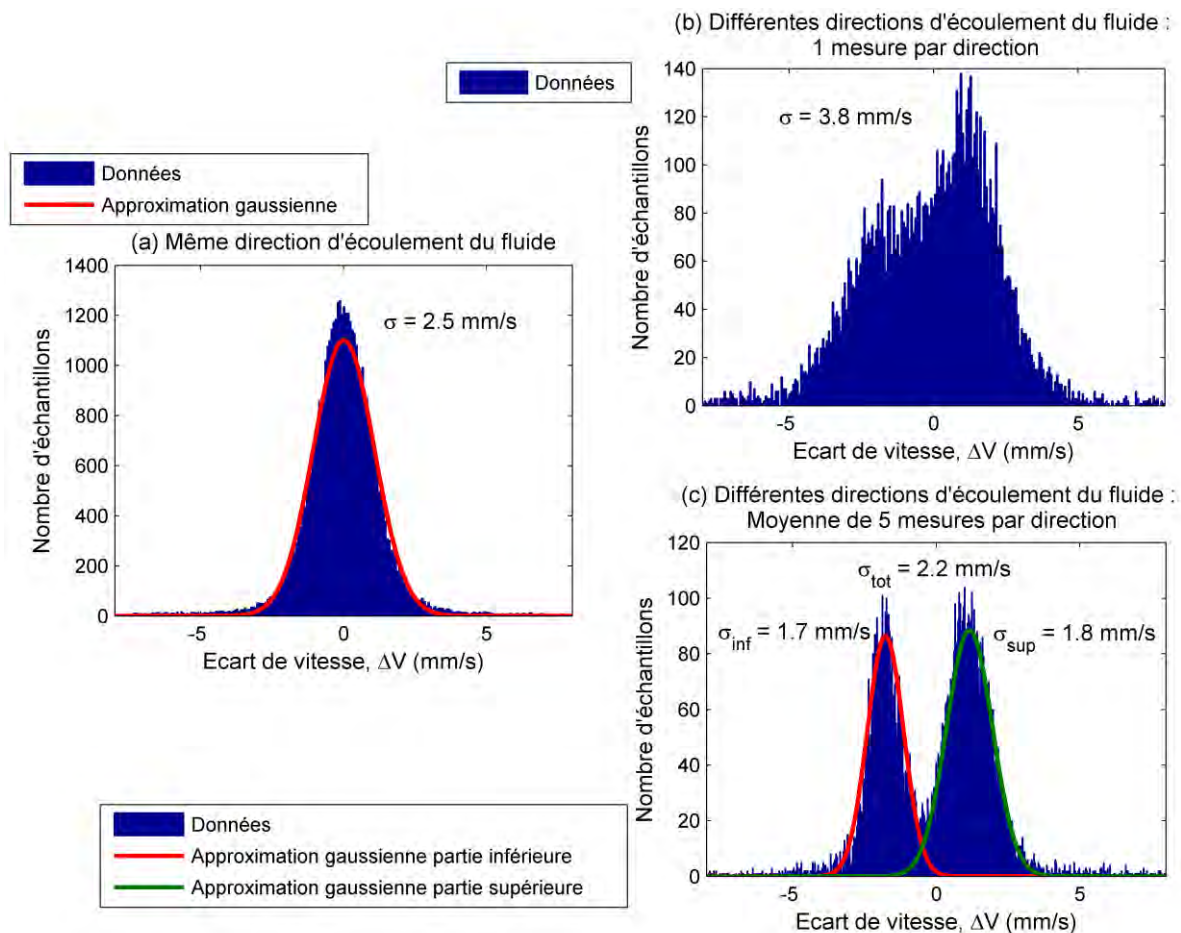 (b) Différentes directions d'écoulement du fluide :
1 mesure par direction
Données
σ = 3.8 mm/s
Nombre d'échantillons
140
120
100
80
60
40
20
0
-5 0 5
Ecart de vitesse, ΔV (mm/s)
Données
Approximation gaussienne
(a) Même direction d'écoulement du fluide
σ = 2.5 mm/s
Nombre d'échantillons
1400
1200
1000
800
600
400
200
0
-5 0 5
Ecart de vitesse, ΔV (mm/s)
(c) Différentes directions d'écoulement du fluide :
Moyenne de 5 mesures par direction
σtot = 2.2 mm/s
σinf = 1.7 mm/s
σsup = 1.8 mm/s
Nombre d'échantillons
120
100
80
60
40
20
0
-5 0 5
Ecart de vitesse, ΔV (mm/s)
Données
Approximation gaussienne partie inférieure
Approximation gaussienne partie supérieure